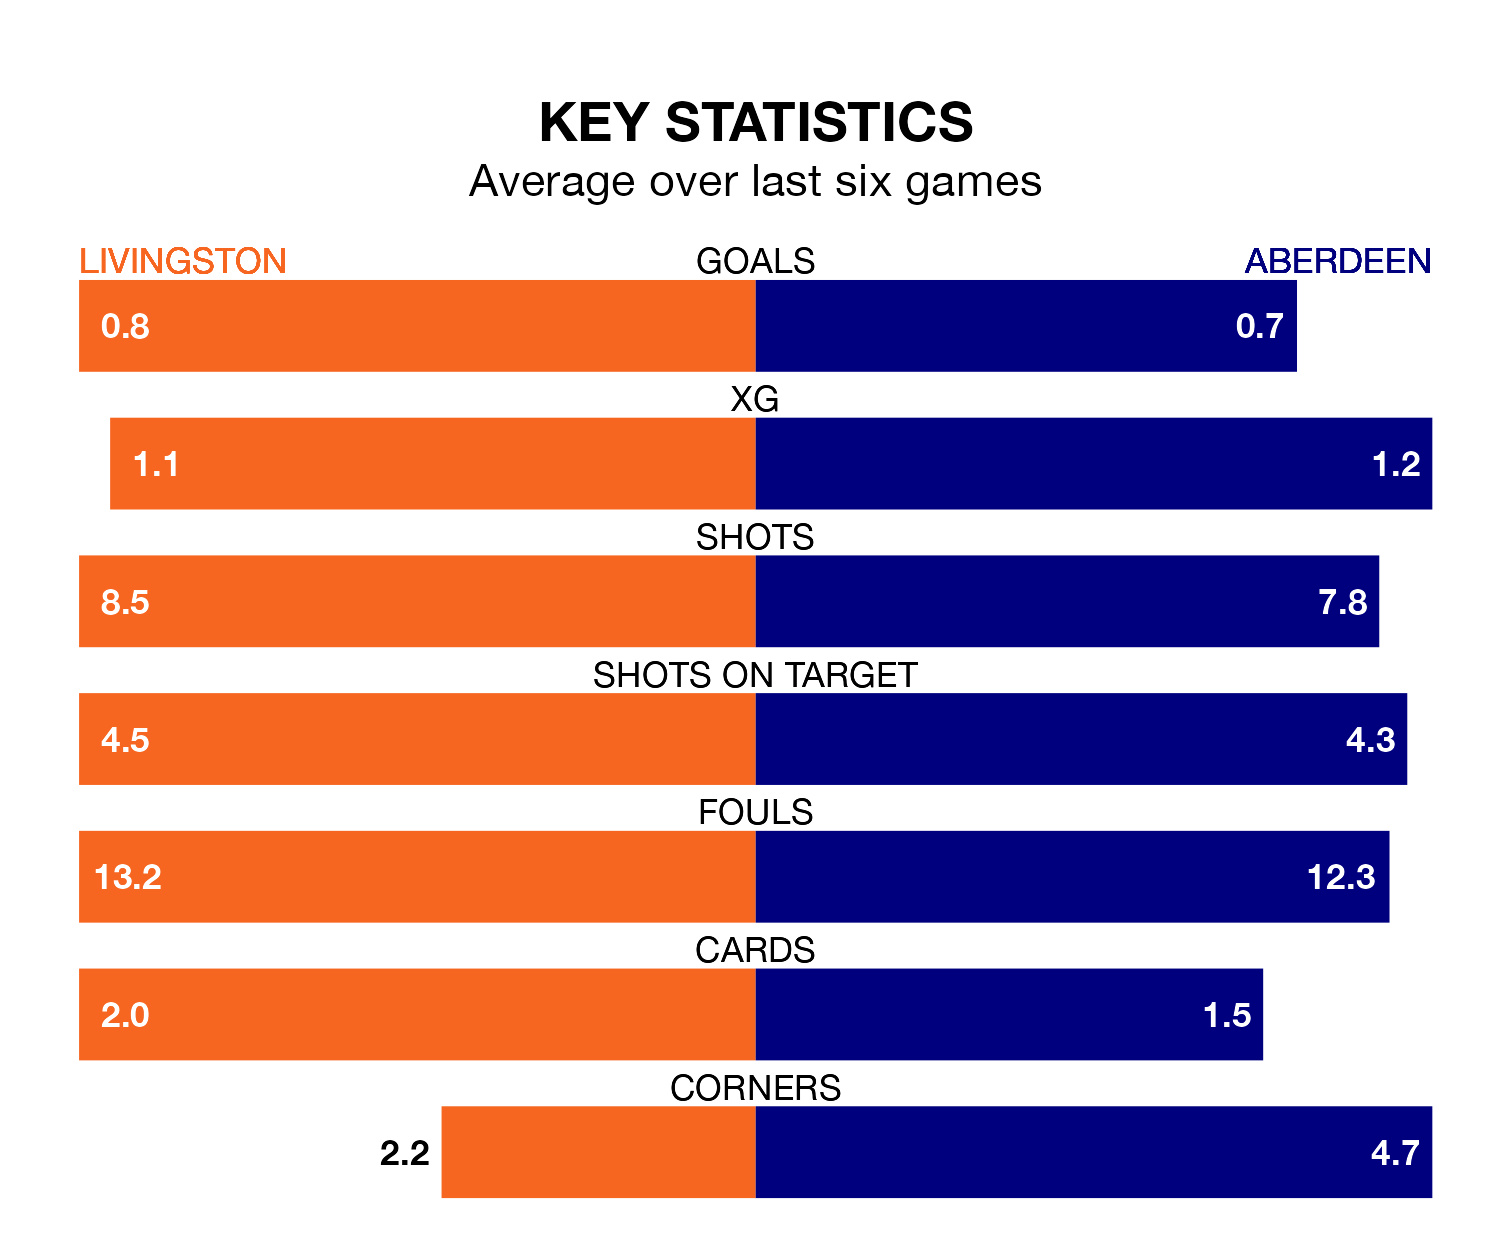 KEY STATISTICS
Average over last six games
LIVINGSTON GOALS ABERDEEN
0.8 0.7
XG
1.1 1.2
SHOTS
8.5 7.8
SHOTS ON TARGET
4.5 4.3
FOULS
13.2 12.3
CARDS
2.0 1.5
CORNERS
2.2 4.7